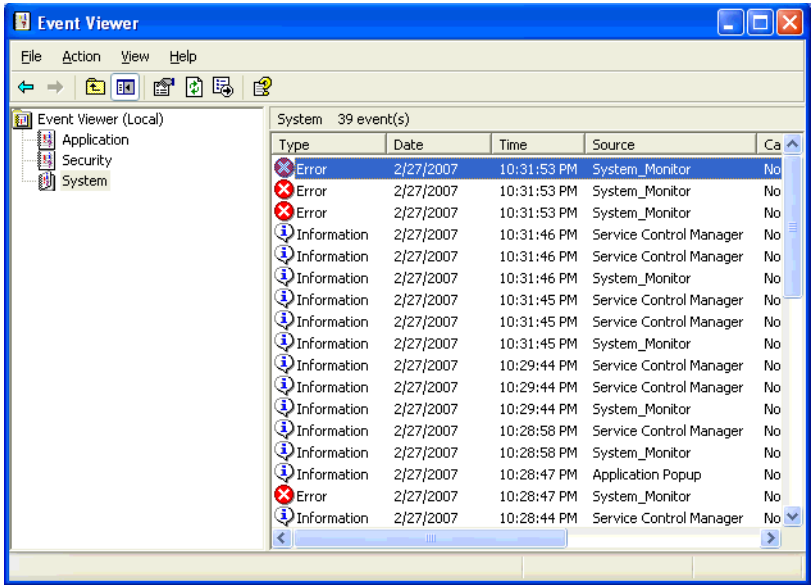 Event Viewer
File Action View Help
Event Viewer (Local)
Application
Security
System
System 39 event(s)
Type Date Time Source Ca
Error 2/27/2007 10:31:53 PM System_Monitor No
Error 2/27/2007 10:31:53 PM System_Monitor No
Error 2/27/2007 10:31:53 PM System_Monitor No
Information 2/27/2007 10:31:46 PM Service Control Manager No
Information 2/27/2007 10:31:46 PM Service Control Manager No
Information 2/27/2007 10:31:46 PM System_Monitor No
Information 2/27/2007 10:31:45 PM Service Control Manager No
Information 2/27/2007 10:31:45 PM Service Control Manager No
Information 2/27/2007 10:31:45 PM System_Monitor No
Information 2/27/2007 10:29:44 PM Service Control Manager No
Information 2/27/2007 10:29:44 PM Service Control Manager No
Information 2/27/2007 10:29:44 PM System_Monitor No
Information 2/27/2007 10:28:58 PM Service Control Manager No
Information 2/27/2007 10:28:58 PM System_Monitor No
Information 2/27/2007 10:28:47 PM Application Popup No
Error 2/27/2007 10:28:47 PM System_Monitor No
Information 2/27/2007 10:28:44 PM Service Control Manager No